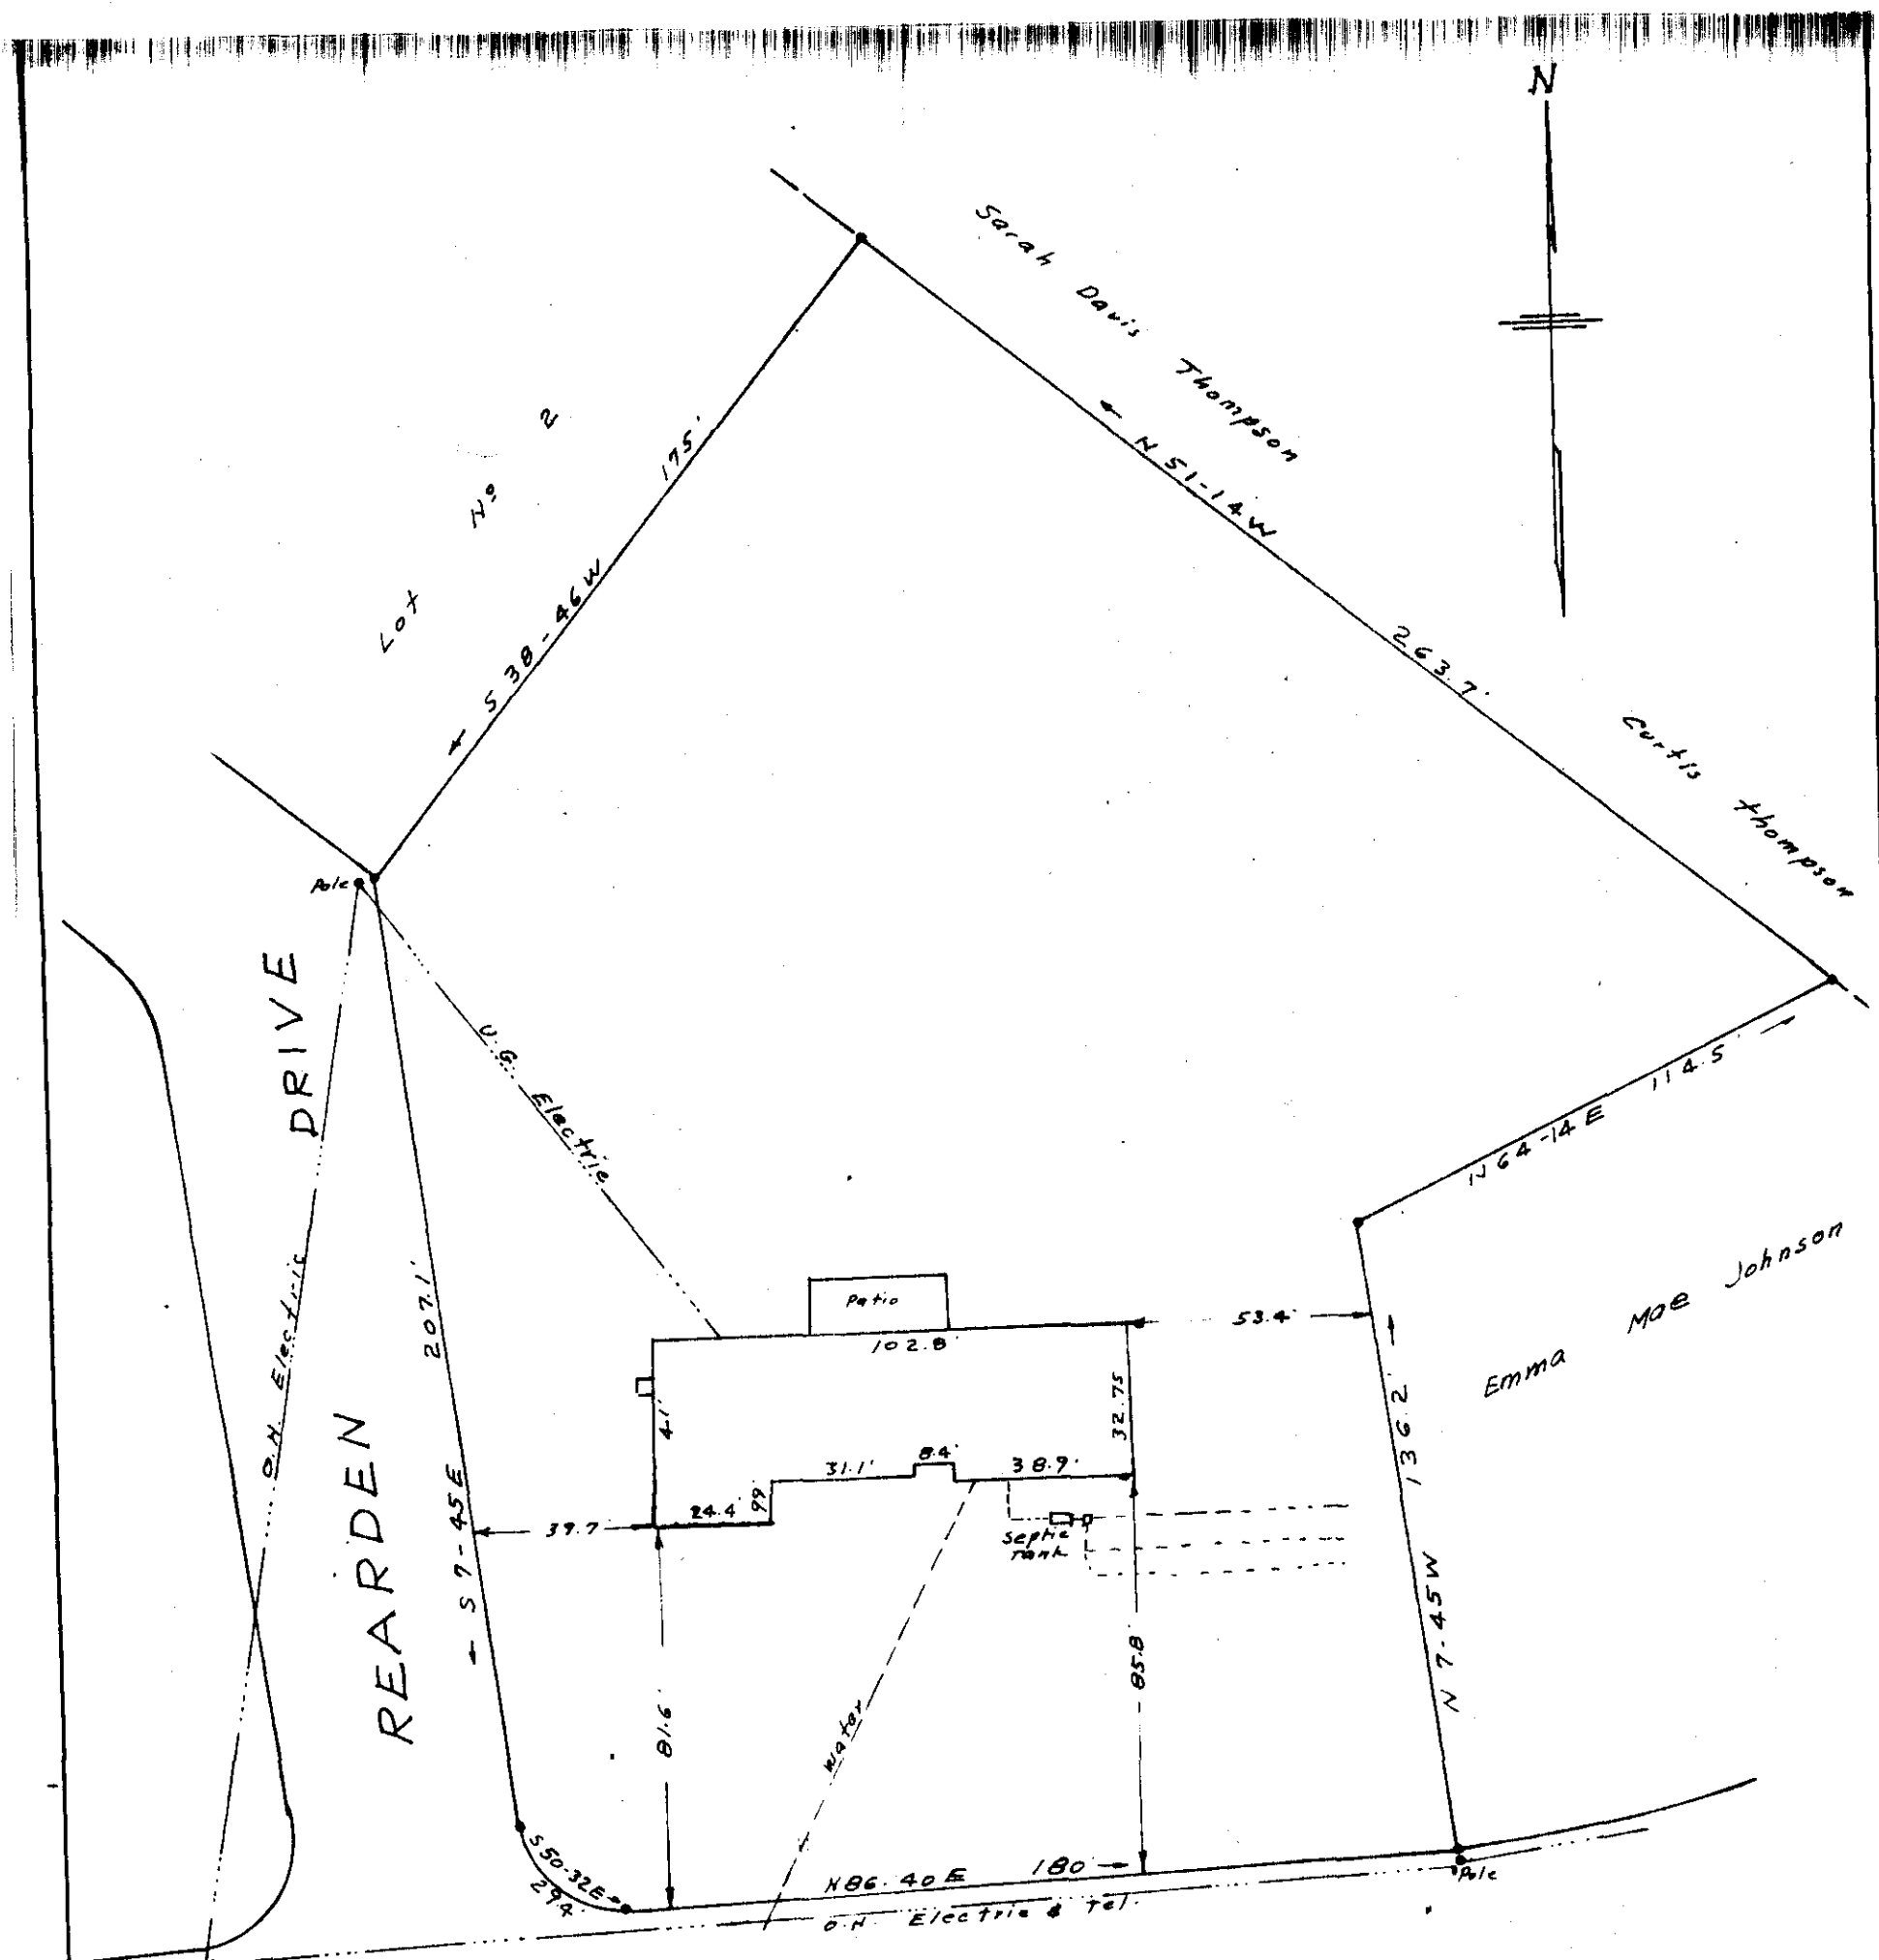 N
Sarah Davis Thompson
N 51-14 W
263.7'
Curtis Thompson
Lot No 2
175'
S 38-46 W
Pole
DRIVE
REARDEN
O.H. Electric
U.G. Electric
207.1'
S 7-45 E
N 64-14 E
114.5'
Emma Mae Johnson
Patio
102.8
53.4'
41'
32.75
31.1'
8.4'
38.9'
24.4'
9.9
39.7
Septic
Tank
136.2'
N 7-45 W
81.6'
85.8
Water
S 50-32 E
N 86-40 E
180'
O.H. Electric & Tel.
Pole